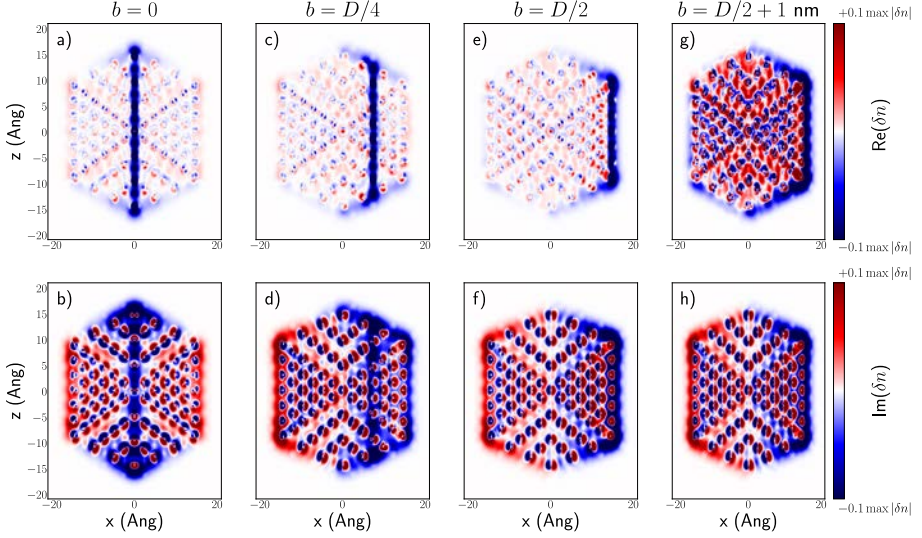 b = 0
b = D/4
b = D/2
b = D/2 + 1 nm
a)
c)
e)
g)
z (Ang)
20
15
10
5
0
−5
−10
−15
−20
−20 0 20
−20 0 20
−20 0 20
−20 0 20
+0.1 max |δn|
Re(δn)
−0.1 max |δn|
b)
d)
f)
h)
z (Ang)
20
15
10
5
0
−5
−10
−15
−20
−20 0 20
−20 0 20
−20 0 20
−20 0 20
x (Ang)
x (Ang)
x (Ang)
x (Ang)
+0.1 max |δn|
Im(δn)
−0.1 max |δn|